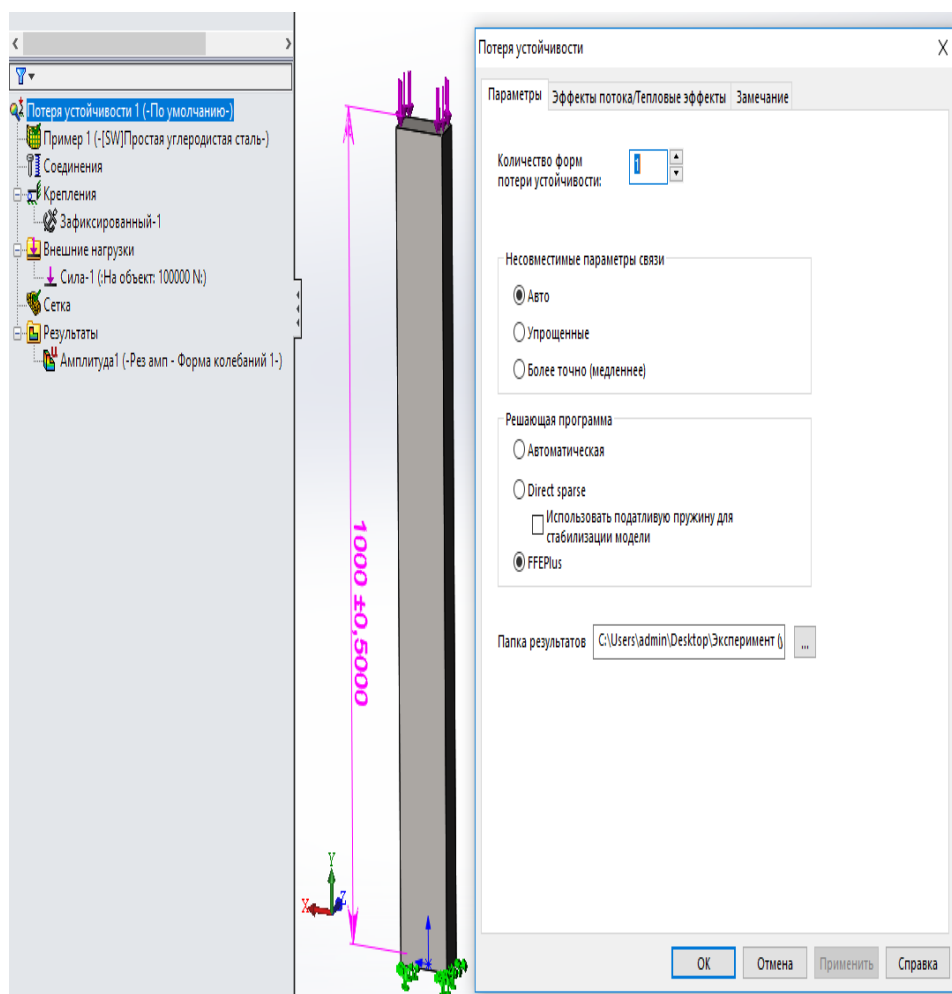 Потеря устойчивости 1 (-По умолчанию-)
Пример 1 (-[SW]Простая углеродистая сталь-)
Соединения
Крепления
Зафиксированный-1
Внешние нагрузки
Сила-1 (:На объект: 100000 N:)
Сетка
Результаты
Амплитуда1 (-Рез амп - Форма колебаний 1-)
1000 ±0,5000
Y
X
Z
Потеря устойчивости
X
Параметры
Эффекты потока/Тепловые эффекты
Замечание
Количество форм
потери устойчивости:
1
Несовместимые параметры связи
Авто
Упрощенные
Более точно (медленнее)
Решающая программа
Автоматическая
Direct sparse
Использовать податливую пружину для
стабилизации модели
FFEPlus
Папка результатов
C:\Users\admin\Desktop\Эксперимент (
...
OK
Отмена
Применить
Справка